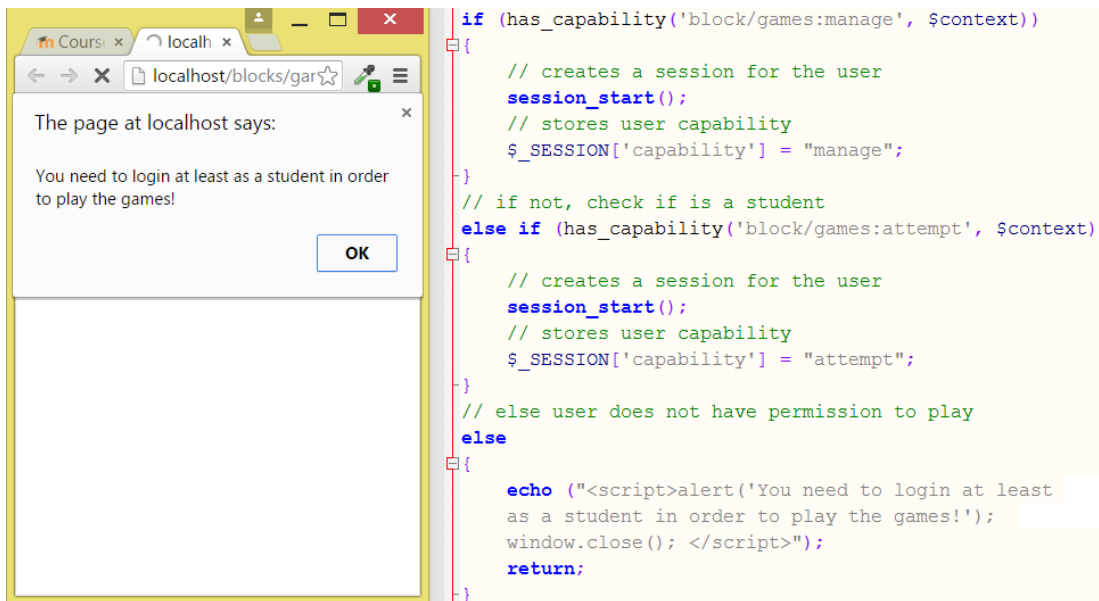 Cours
localh
localhost/blocks/gar
The page at localhost says:
You need to login at least as a student in order
to play the games!
OK
if (has_capability('block/games:manage', $context))
{
// creates a session for the user
session_start();
// stores user capability
$_SESSION['capability'] = "manage";
}
// if not, check if is a student
else if (has_capability('block/games:attempt', $context)
{
// creates a session for the user
session_start();
// stores user capability
$_SESSION['capability'] = "attempt";
}
// else user does not have permission to play
else
{
echo ("<script>alert('You need to login at least
as a student in order to play the games!');
window.close(); </script>");
return;
}